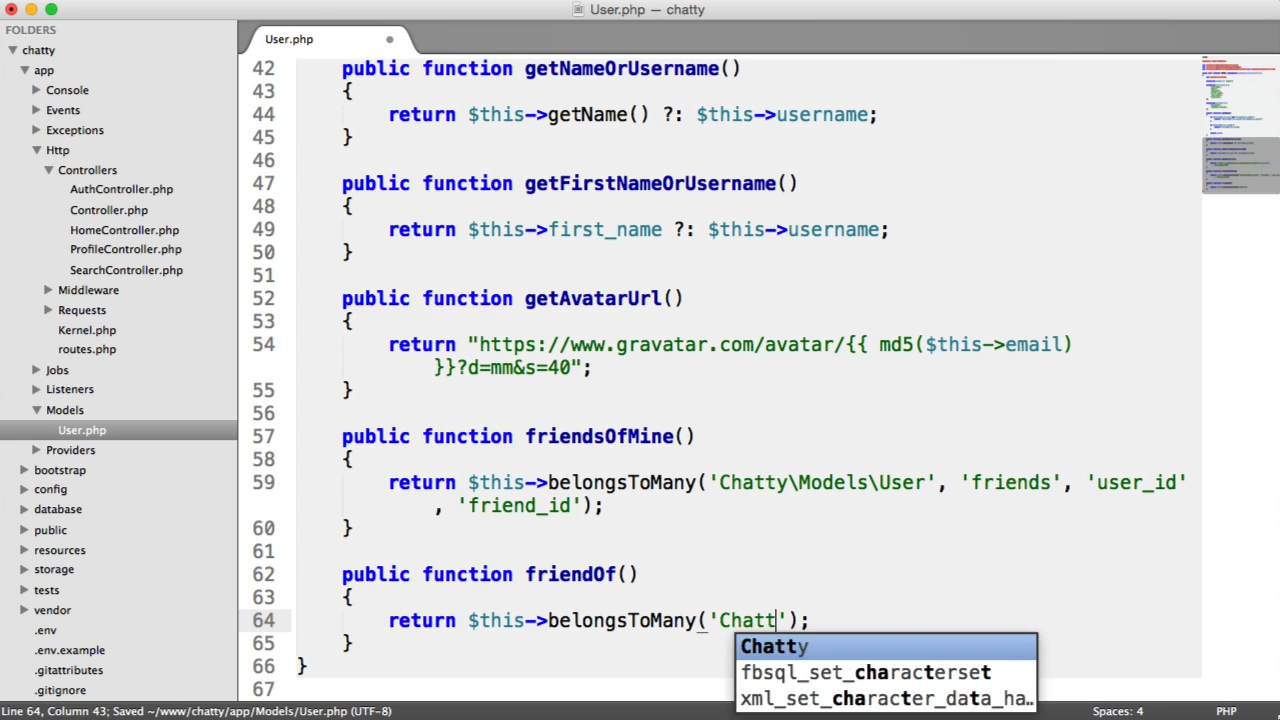 User.php — chatty
FOLDERS
chatty
app
Console
Events
Exceptions
Http
Controllers
AuthController.php
Controller.php
HomeController.php
ProfileController.php
SearchController.php
Middleware
Requests
Kernel.php
routes.php
Jobs
Listeners
Models
User.php
Providers
bootstrap
config
database
public
resources
storage
tests
vendor
.env
.env.example
.gitattributes
.gitignore
User.php
42 public function getNameOrUsername()
43 {
44 return $this->getName() ?: $this->username;
45 }
46
47 public function getFirstNameOrUsername()
48 {
49 return $this->first_name ?: $this->username;
50 }
51
52 public function getAvatarUrl()
53 {
54 return "https://www.gravatar.com/avatar/{{ md5($this->email)
}}?d=mm&s=40";
55 }
56
57 public function friendsOfMine()
58 {
59 return $this->belongsToMany('Chatty\Models\User', 'friends', 'user_id'
, 'friend_id');
60 }
61
62 public function friendOf()
63 {
64 return $this->belongsToMany('Chatt');
65 }
66 }
67
Chatty
fbsql_set_characterset
xml_set_character_data_ha…
Line 64, Column 43; Saved ~/www/chatty/app/Models/User.php (UTF-8)
Spaces: 4
PHP